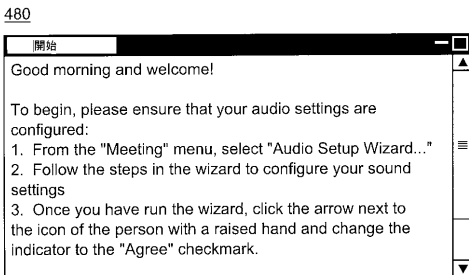 480
開始
Good morning and welcome!
To begin, please ensure that your audio settings are
configured:
1. From the "Meeting" menu, select "Audio Setup Wizard..."
2. Follow the steps in the wizard to configure your sound
settings
3. Once you have run the wizard, click the arrow next to
the icon of the person with a raised hand and change the
indicator to the "Agree" checkmark.